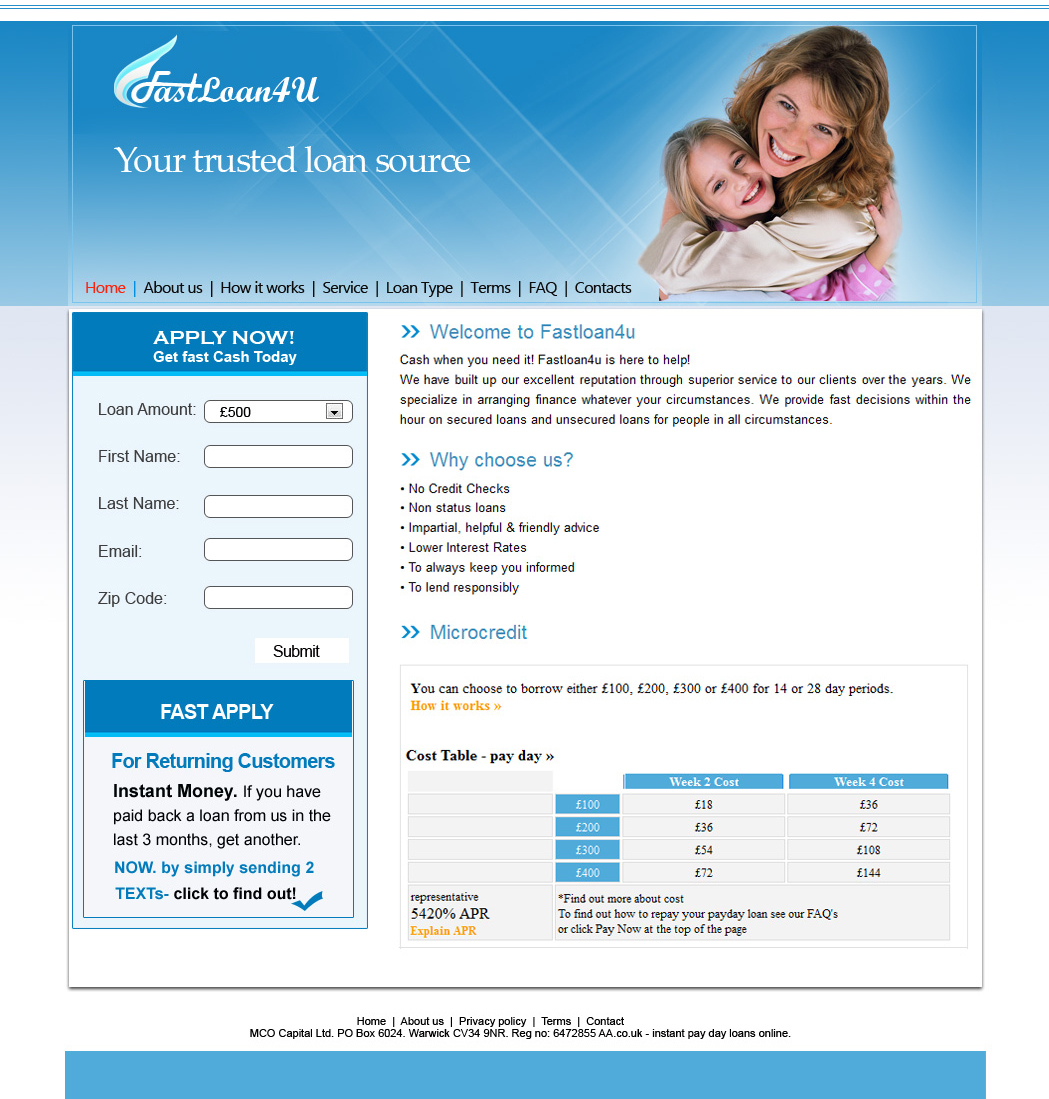 FastLoan4U
Your trusted loan source
Home | About us | How it works | Service | Loan Type | Terms | FAQ | Contacts
APPLY NOW!
Get fast Cash Today
Loan Amount: £500
First Name:
Last Name:
Email:
Zip Code:
Submit
FAST APPLY
For Returning Customers
Instant Money. If you have
paid back a loan from us in the
last 3 months, get another.
NOW. by simply sending 2
TEXTs- click to find out!
Welcome to Fastloan4u
Cash when you need it! Fastloan4u is here to help!
We have built up our excellent reputation through superior service to our clients over the years. We
specialize in arranging finance whatever your circumstances. We provide fast decisions within the
hour on secured loans and unsecured loans for people in all circumstances.
Why choose us?
• No Credit Checks
• Non status loans
• Impartial, helpful & friendly advice
• Lower Interest Rates
• To always keep you informed
• To lend responsibly
Microcredit
You can choose to borrow either £100, £200, £300 or £400 for 14 or 28 day periods.
How it works »
Cost Table - pay day »
Week 2 Cost Week 4 Cost
£100 £18 £36
£200 £36 £72
£300 £54 £108
£400 £72 £144
representative
5420% APR
Explain APR
*Find out more about cost
To find out how to repay your payday loan see our FAQ's
or click Pay Now at the top of the page
Home | About us | Privacy policy | Terms | Contact
MCO Capital Ltd. PO Box 6024. Warwick CV34 9NR. Reg no: 6472855 AA.co.uk - instant pay day loans online.